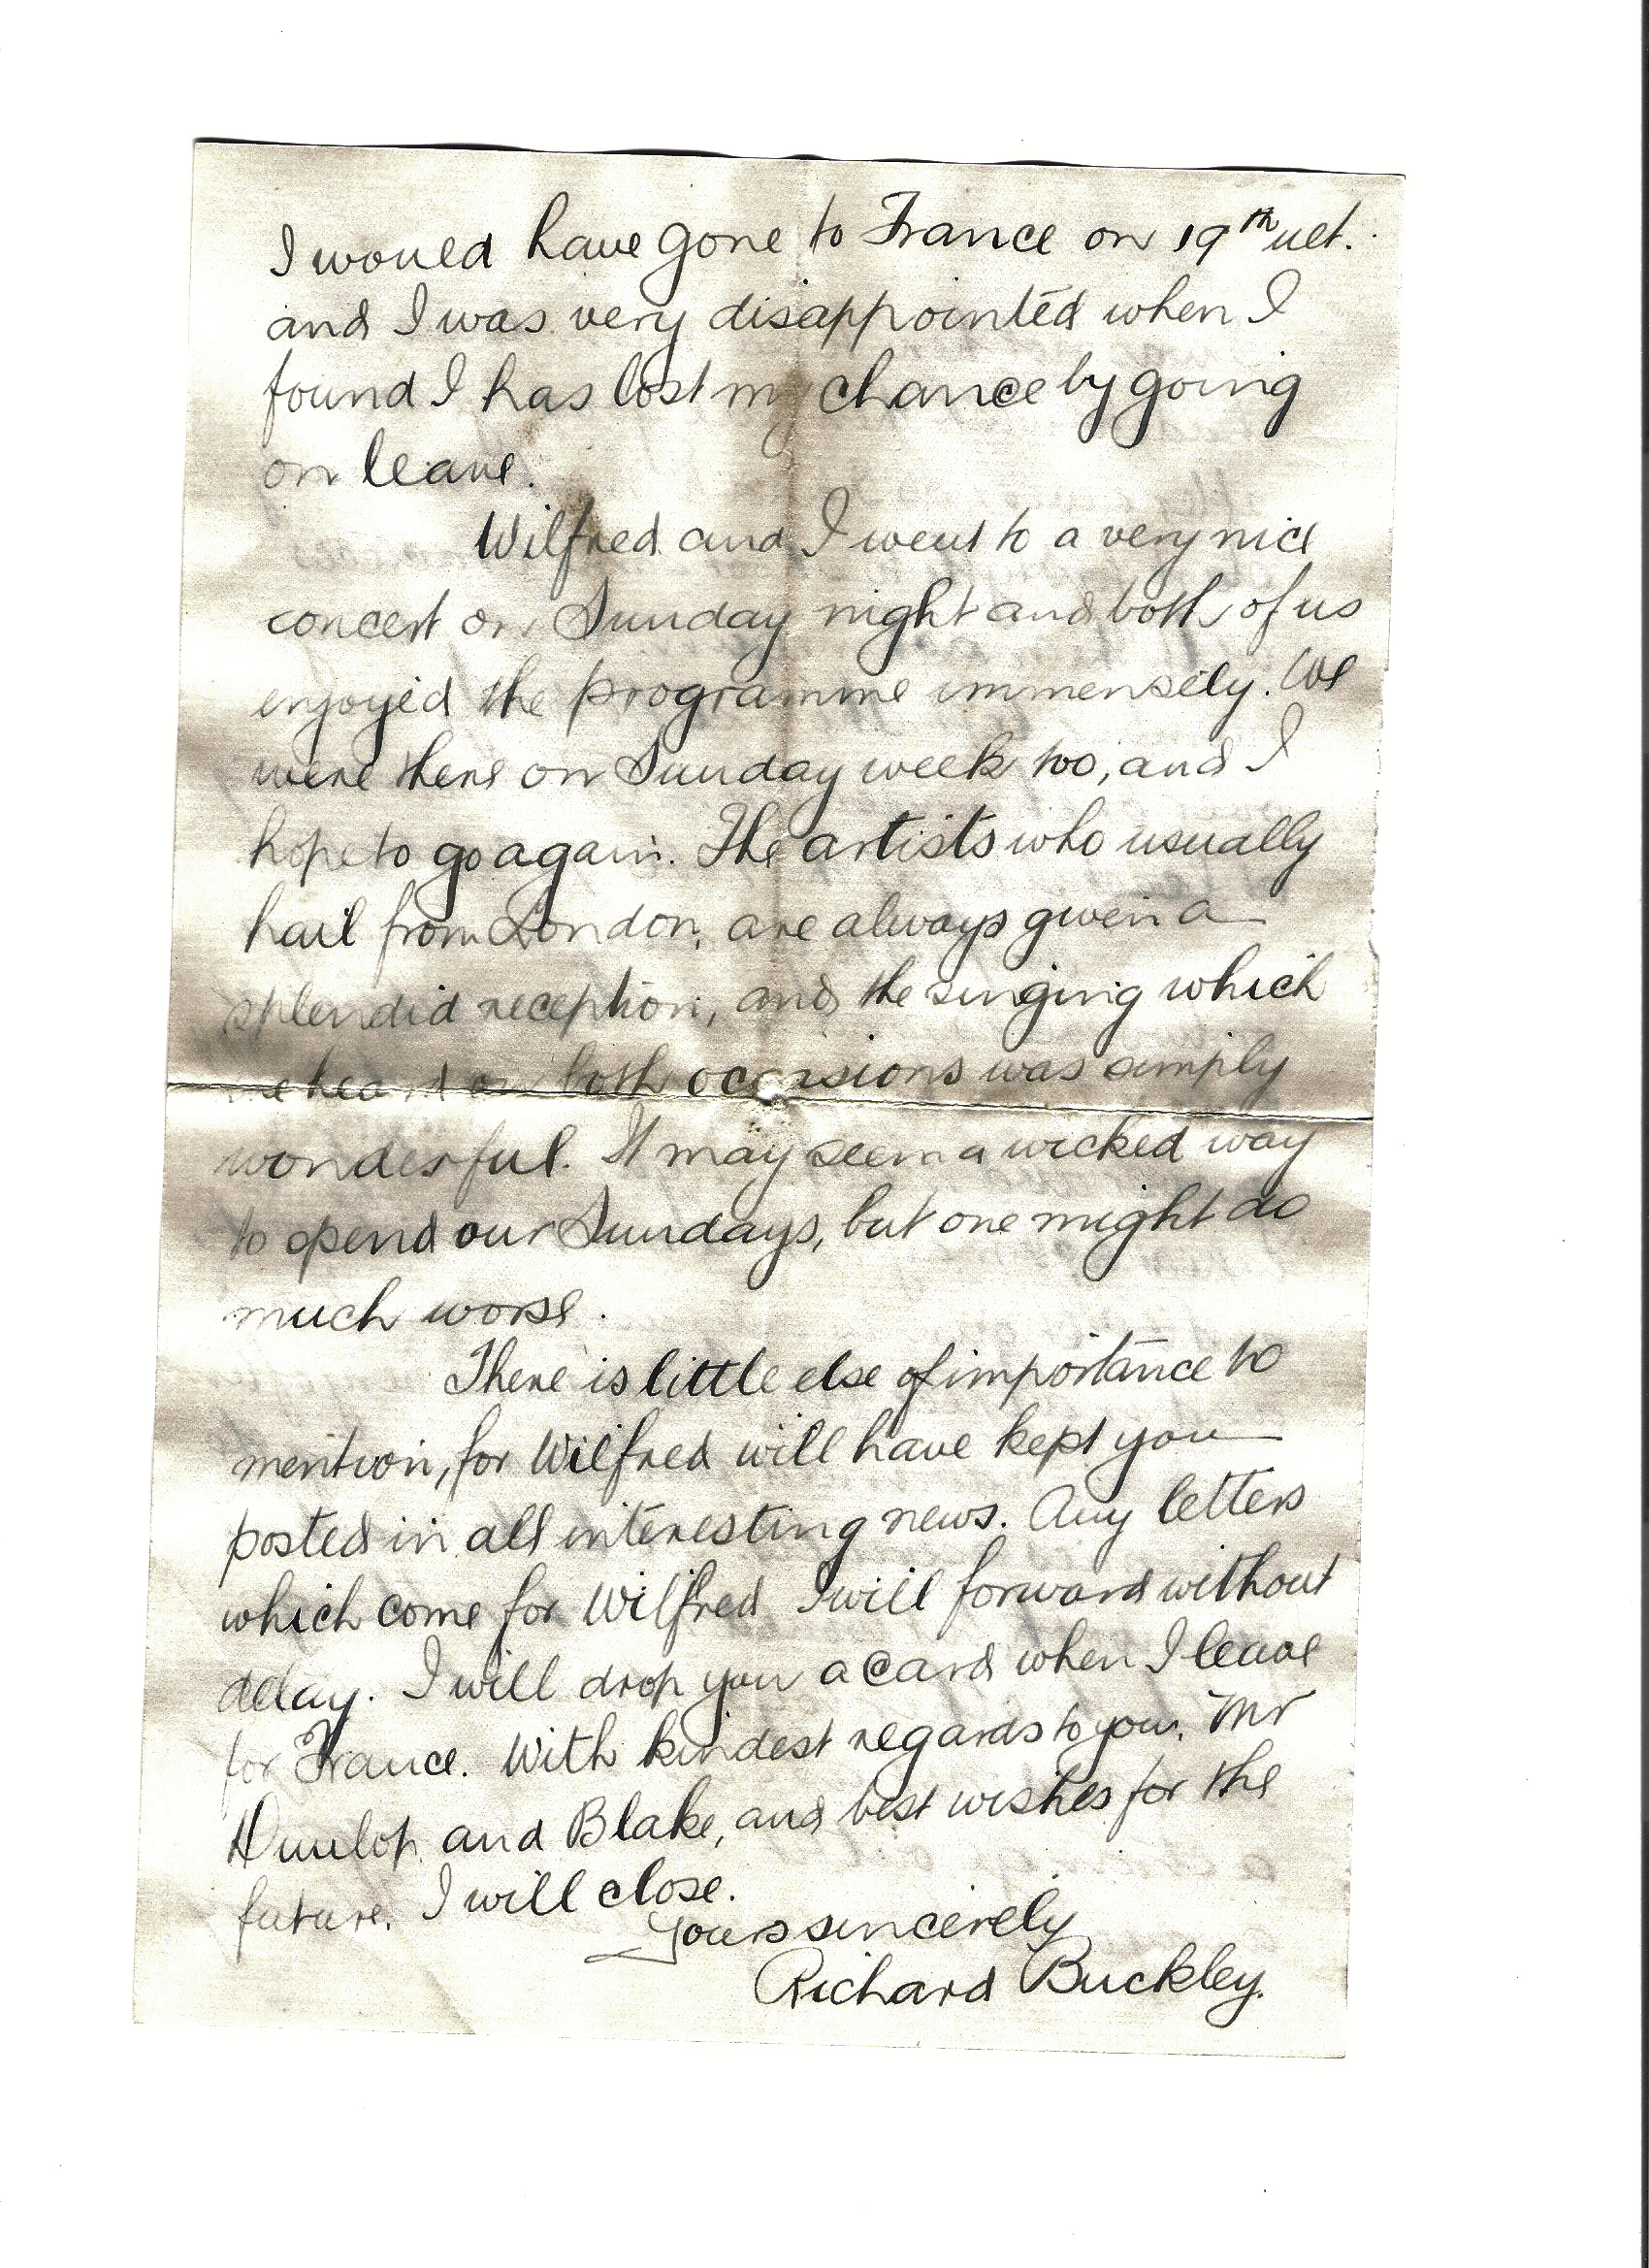 I would have gone to France on 19th ult.
and I was very disappointed when I
found I has lost my chance by going
on leave.
Wilfred and I went to a very nice
concert on Sunday night and both of us
enjoyed the programme immensely. We
were there on Sunday week too, and I
hope to go again. The artists who usually
hail from London, are always given a
splendid reception, and the singing which
we heard on both occasions was simply
wonderful. It may seem a wicked way
to spend our Sundays, but one might do
much worse.
There is little else of importance to
mention, for Wilfred will have kept you
posted in all interesting news. Any letters
which come for Wilfred I will forward without
delay. I will drop you a card when I leave
for France. With kindest regards to you, Mr
Dunlop and Blake, and best wishes for the
future. I will close.
Yours sincerely
Richard Buckley.